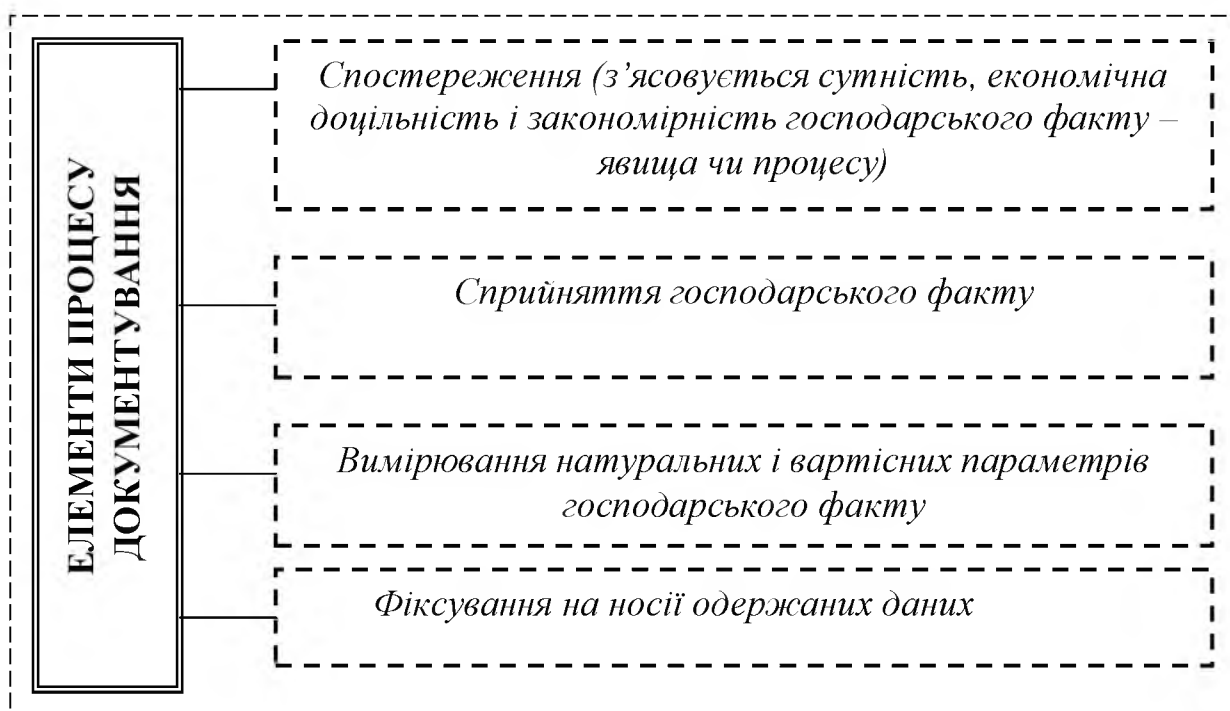 ЕЛЕМЕНТИ ПРОЦЕСУ
ДОКУМЕНТУВАННЯ
Спостереження (з’ясовується сутність, економічна
доцільність і закономірність господарського факту –
явища чи процесу)
Сприйняття господарського факту
Вимірювання натуральних і вартісних параметрів
господарського факту
Фіксування на носії одержаних даних